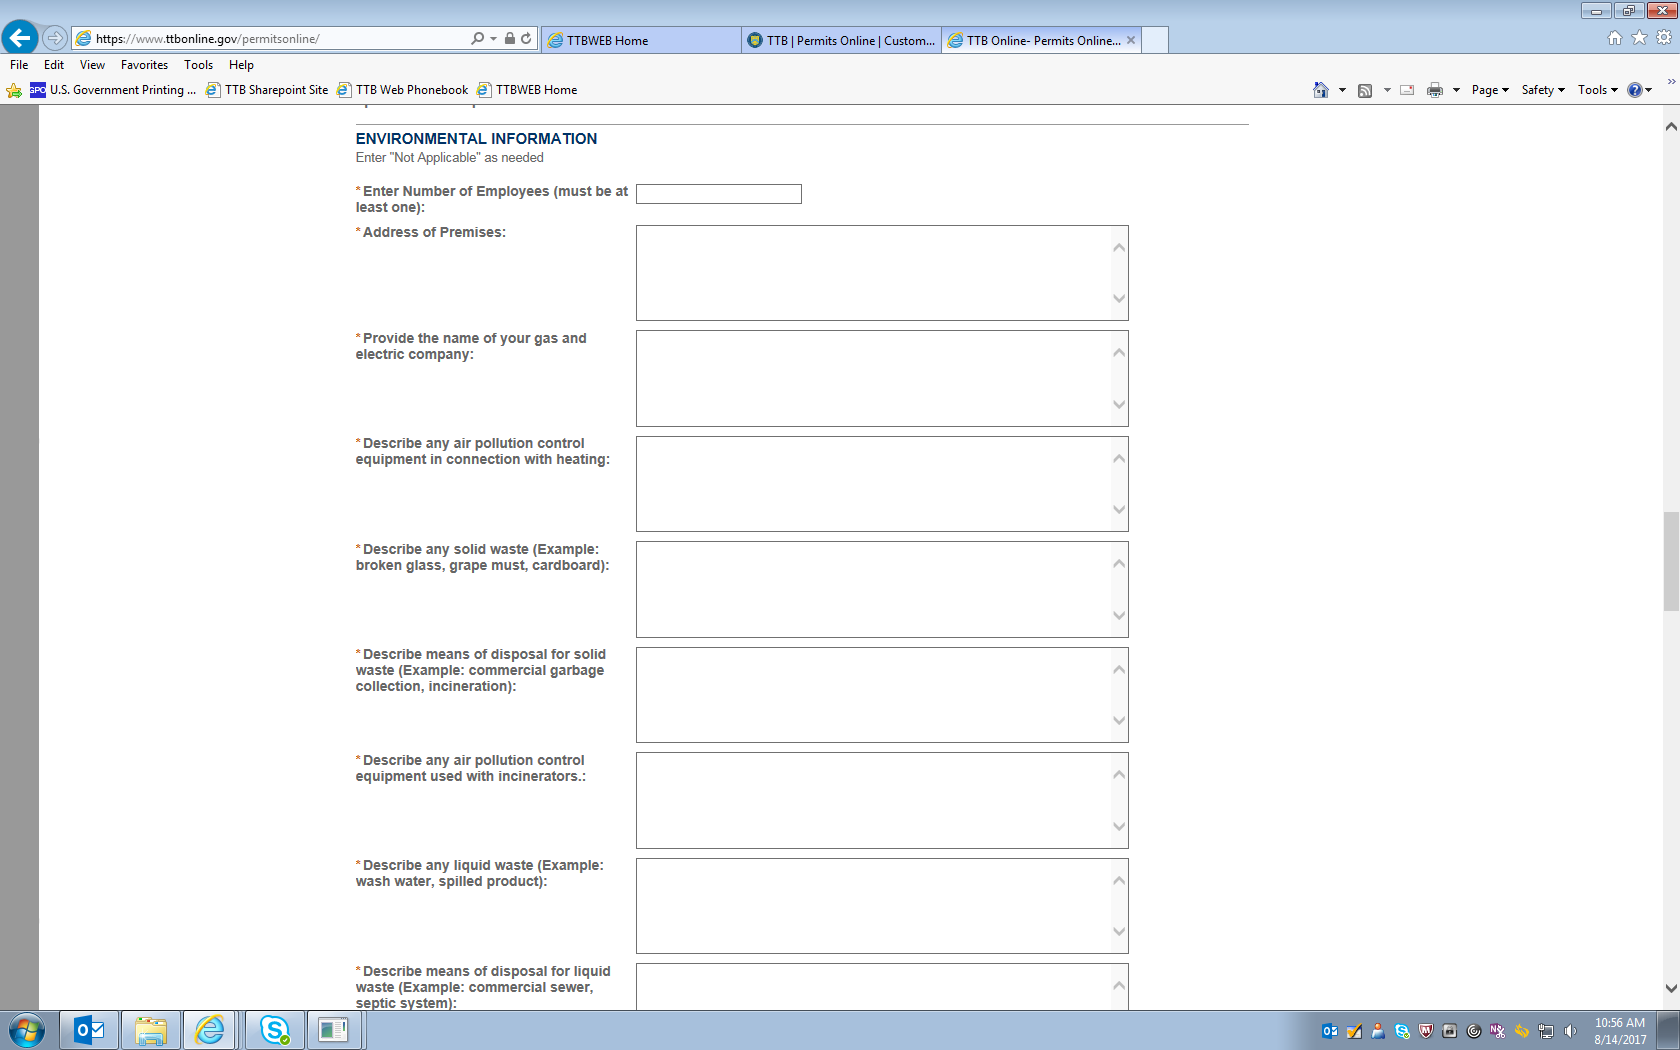 https://www.ttbonline.gov/permitsonline/
TTBWEB Home
TTB | Permits Online | Custom...
TTB Online- Permits Online...
File Edit View Favorites Tools Help
GPO U.S. Government Printing ... TTB Sharepoint Site TTB Web Phonebook TTBWEB Home
Page Safety Tools
ENVIRONMENTAL INFORMATION
Enter "Not Applicable" as needed
*Enter Number of Employees (must be at
least one):
*Address of Premises:
*Provide the name of your gas and
electric company:
*Describe any air pollution control
equipment in connection with heating:
*Describe any solid waste (Example:
broken glass, grape must, cardboard):
*Describe means of disposal for solid
waste (Example: commercial garbage
collection, incineration):
*Describe any air pollution control
equipment used with incinerators.:
*Describe any liquid waste (Example:
wash water, spilled product):
*Describe means of disposal for liquid
waste (Example: commercial sewer,
septic system):
10:56 AM
8/14/2017